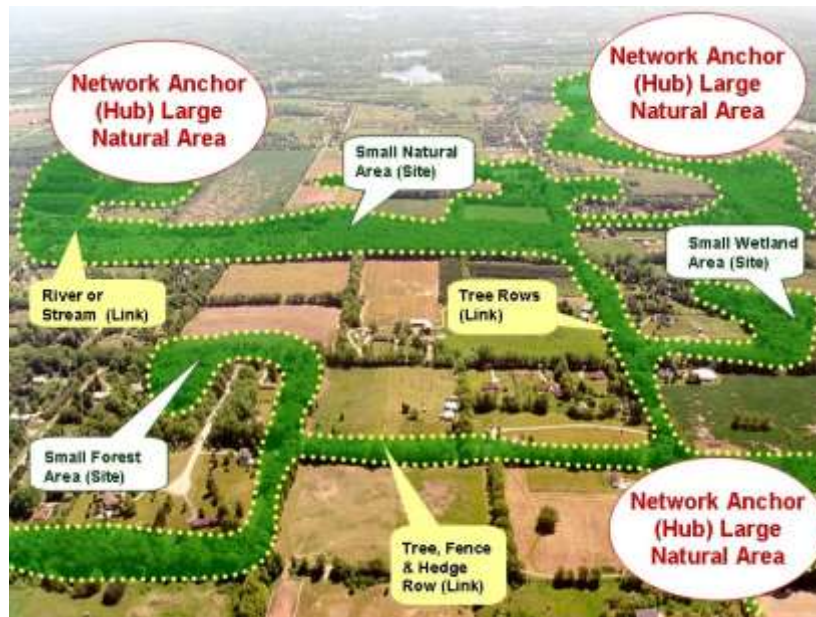 Network Anchor
(Hub) Large
Natural Area
Network Anchor
(Hub) Large
Natural Area
Small Natural
Area (Site)
Small Wetland
Area (Site)
River or
Stream (Link)
Tree Rows
(Link)
Small Forest
Area (Site)
Tree, Fence
& Hedge
Row (Link)
Network Anchor
(Hub) Large
Natural Area